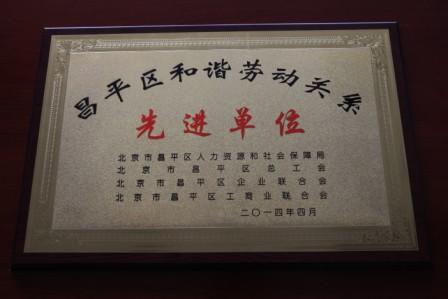 昌平区和谐劳动关系
先进单位
北京市昌平区人力资源和社会保障局
北京市昌平区总工会
北京市昌平区企业联合会
北京市昌平区工商业联合会
二〇一四年四月